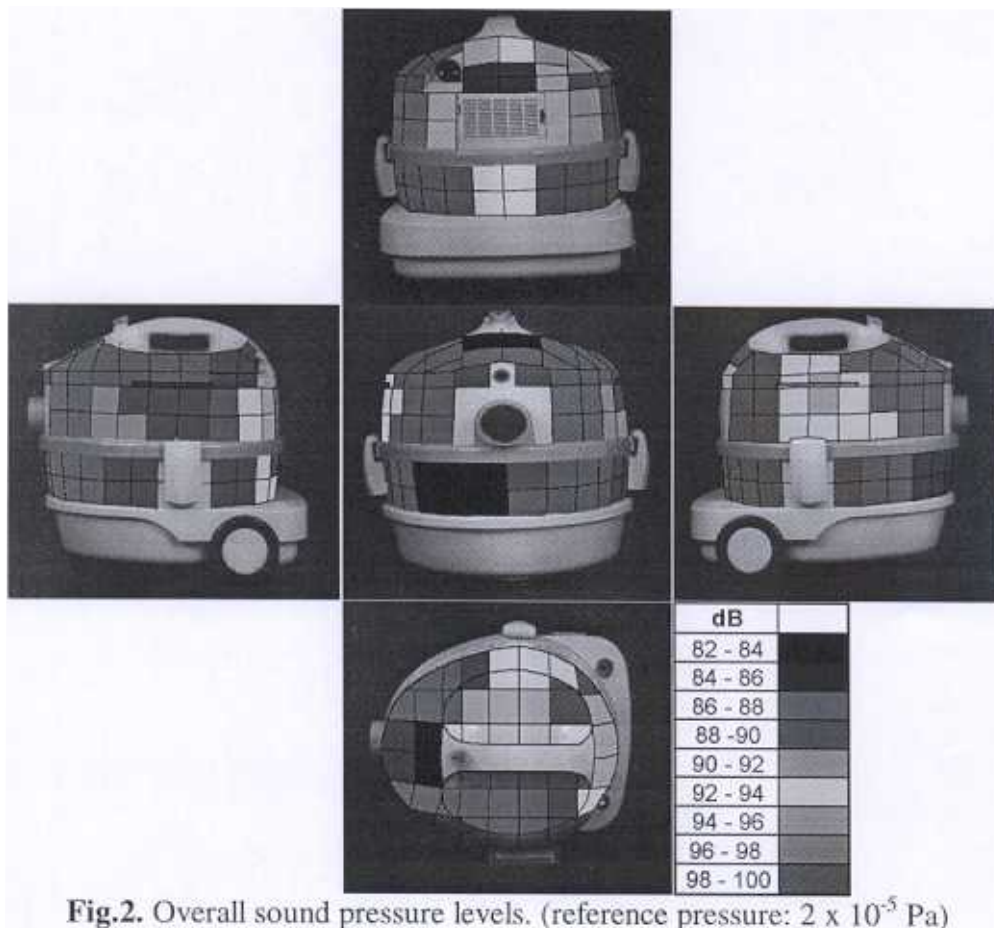 dB
82 - 84
84 - 86
86 - 88
88 -90
90 - 92
92 - 94
94 - 96
96 - 98
98 - 100
Fig.2. Overall sound pressure levels. (reference pressure: 2 x 10⁻⁵ Pa)